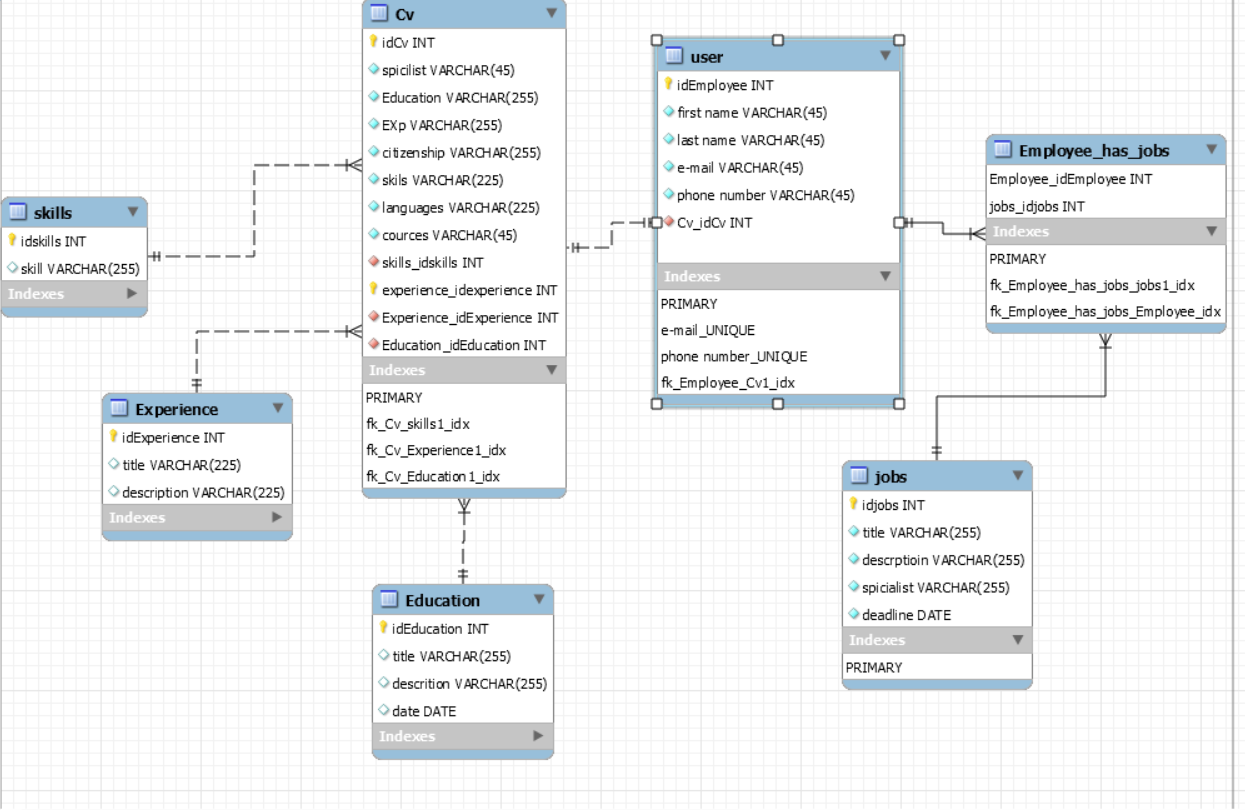 Cv
idCv INT
spicilist VARCHAR(45)
Education VARCHAR(255)
EXp VARCHAR(255)
citizenship VARCHAR(255)
skils VARCHAR(225)
languages VARCHAR(225)
cources VARCHAR(45)
skills_idskills INT
experience_idexperience INT
Experience_idExperience INT
Education_idEducation INT
Indexes
PRIMARY
fk_Cv_skills1_idx
fk_Cv_Experience1_idx
fk_Cv_Education1_idx
user
idEmployee INT
first name VARCHAR(45)
last name VARCHAR(45)
e-mail VARCHAR(45)
phone number VARCHAR(45)
Cv_idCv INT
Indexes
PRIMARY
e-mail_UNIQUE
phone number_UNIQUE
fk_Employee_Cv1_idx
Employee_has_jobs
Employee_idEmployee INT
jobs_idjobs INT
Indexes
PRIMARY
fk_Employee_has_jobs_jobs1_idx
fk_Employee_has_jobs_Employee_idx
skills
idskills INT
skill VARCHAR(255)
Indexes
Experience
idExperience INT
title VARCHAR(225)
description VARCHAR(225)
Indexes
Education
idEducation INT
title VARCHAR(255)
descrition VARCHAR(255)
date DATE
Indexes
jobs
idjobs INT
title VARCHAR(255)
descrptioin VARCHAR(255)
spicialist VARCHAR(255)
deadline DATE
Indexes
PRIMARY